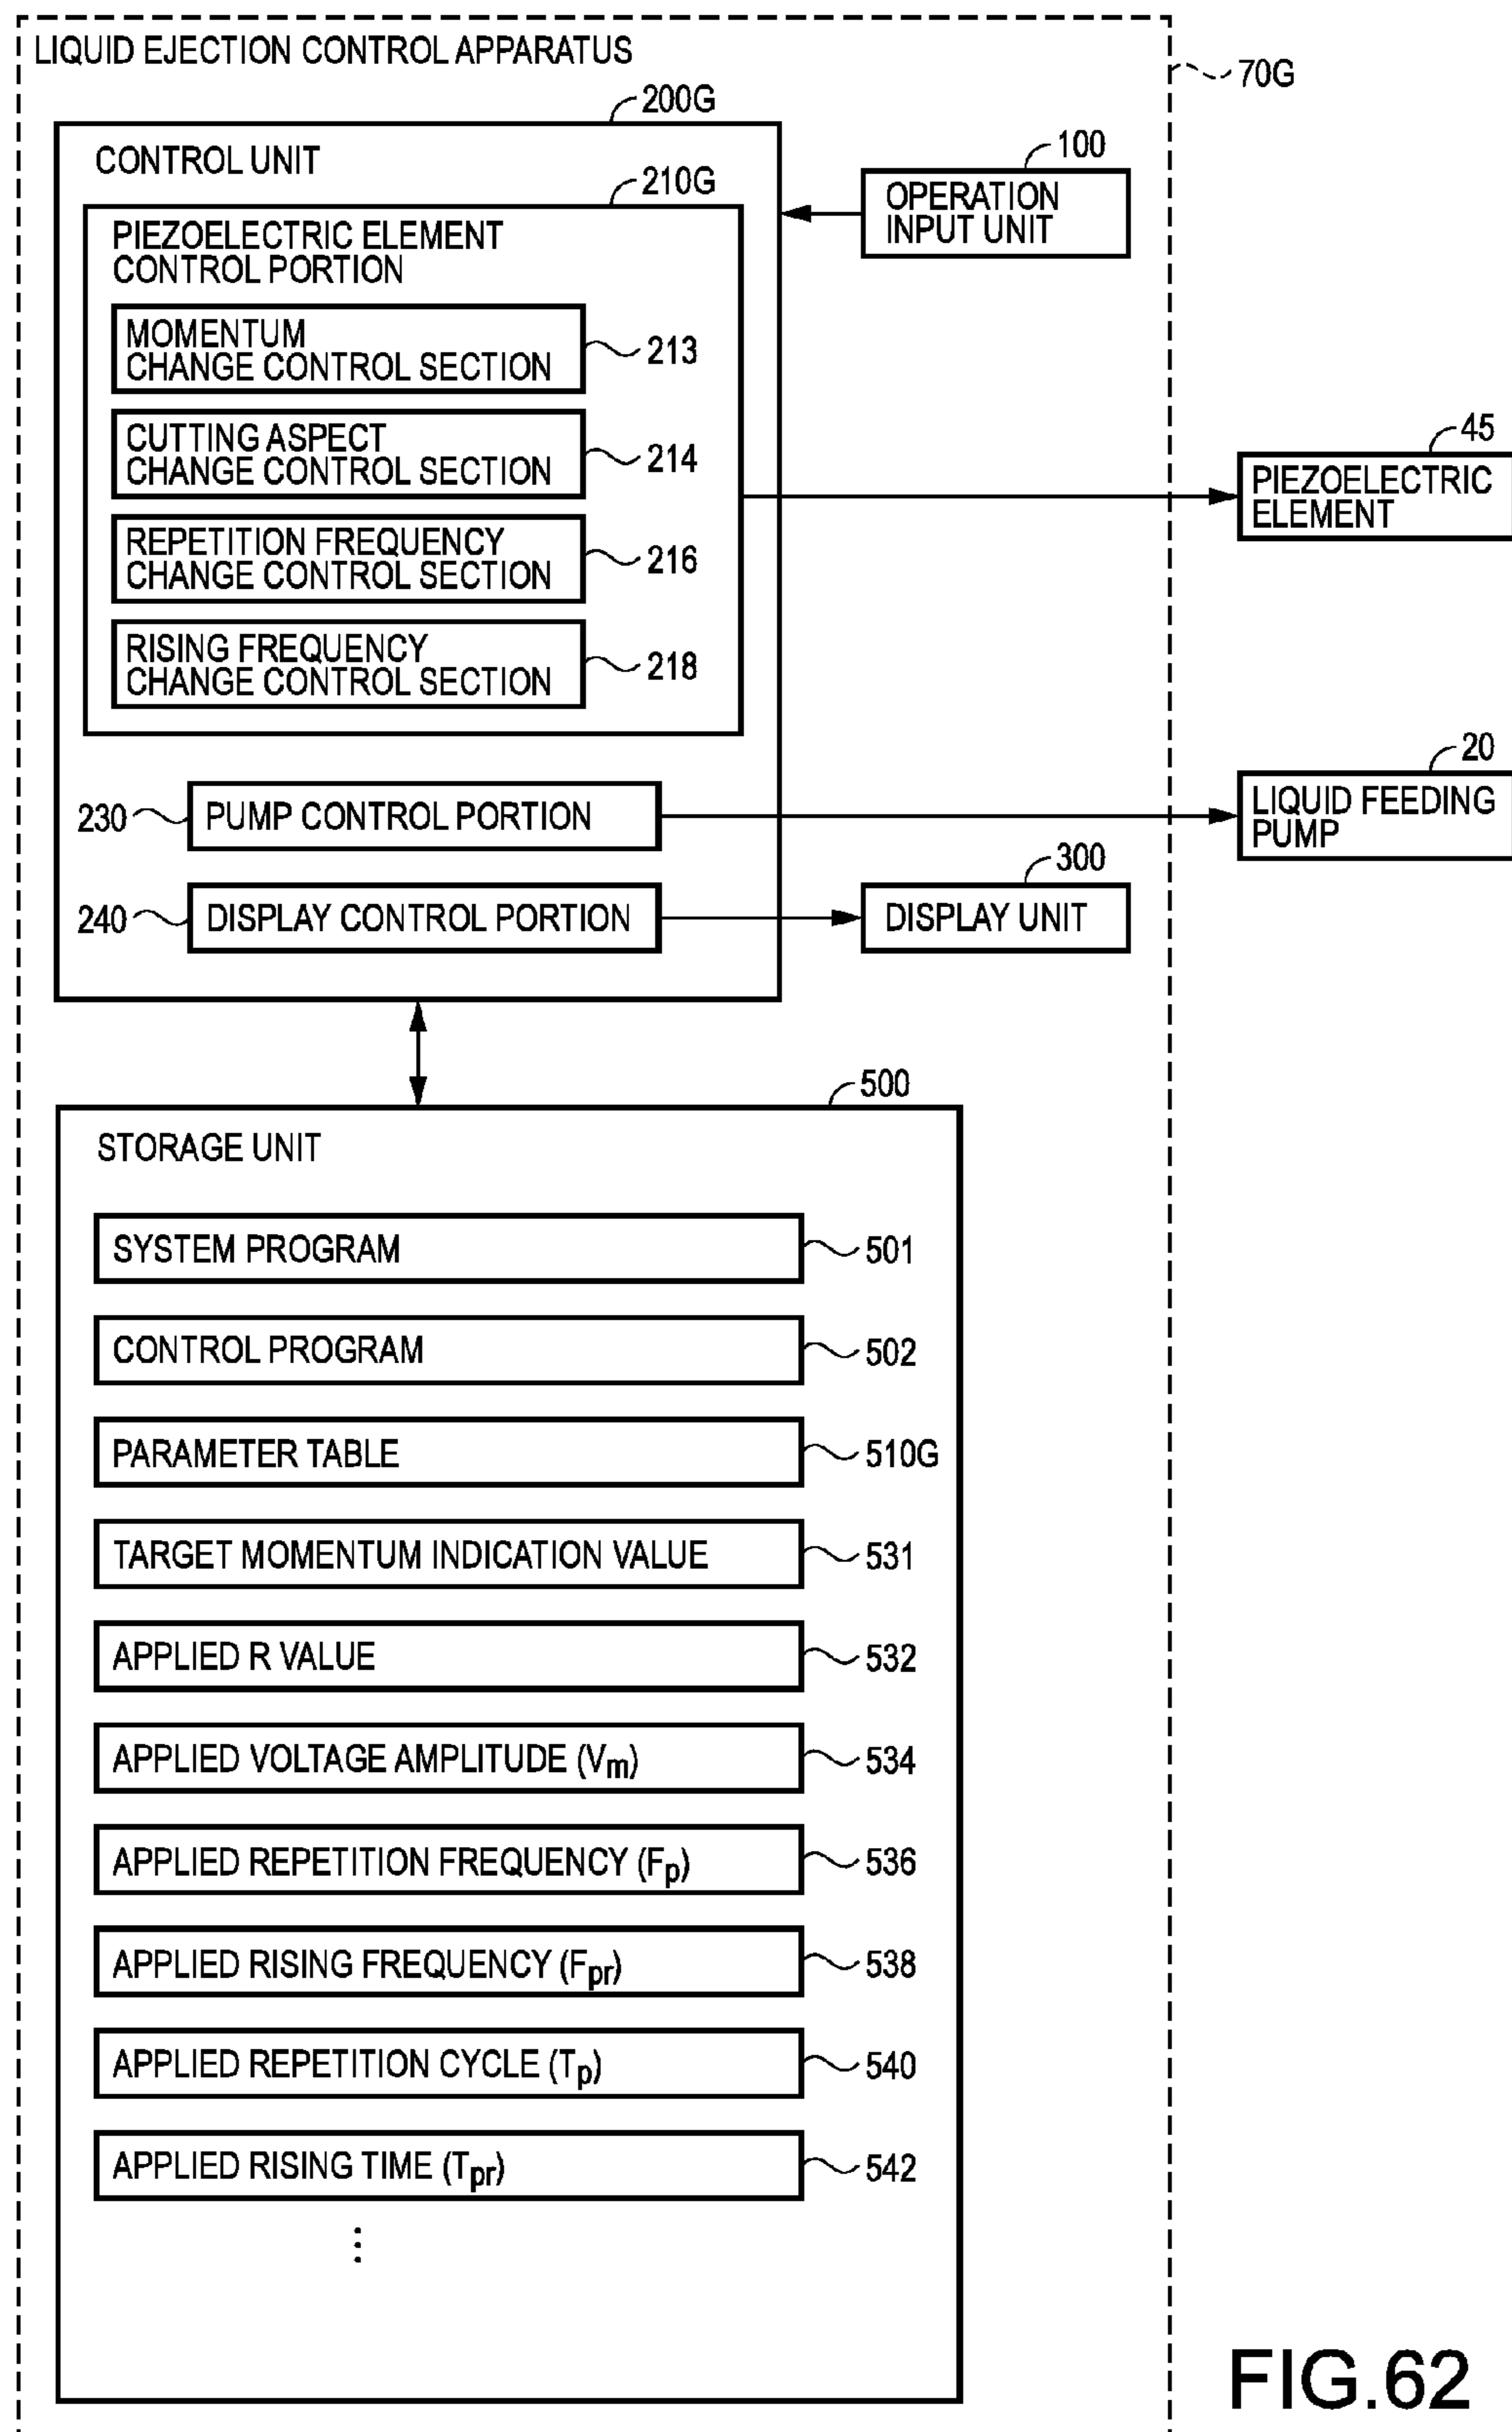 LIQUID EJECTION CONTROL APPARATUS
70G
200G
CONTROL UNIT
100
OPERATION
INPUT UNIT
210G
PIEZOELECTRIC ELEMENT
CONTROL PORTION
MOMENTUM
CHANGE CONTROL SECTION
213
CUTTING ASPECT
CHANGE CONTROL SECTION
214
45
PIEZOELECTRIC
ELEMENT
REPETITION FREQUENCY
CHANGE CONTROL SECTION
216
RISING FREQUENCY
CHANGE CONTROL SECTION
218
20
LIQUID FEEDING
PUMP
230
PUMP CONTROL PORTION
300
240
DISPLAY CONTROL PORTION
DISPLAY UNIT
500
STORAGE UNIT
SYSTEM PROGRAM
501
CONTROL PROGRAM
502
PARAMETER TABLE
510G
TARGET MOMENTUM INDICATION VALUE
531
APPLIED R VALUE
532
APPLIED VOLTAGE AMPLITUDE (Vm)
534
APPLIED REPETITION FREQUENCY (Fp)
536
APPLIED RISING FREQUENCY (Fpr)
538
APPLIED REPETITION CYCLE (Tp)
540
APPLIED RISING TIME (Tpr)
542
⋮
FIG.62